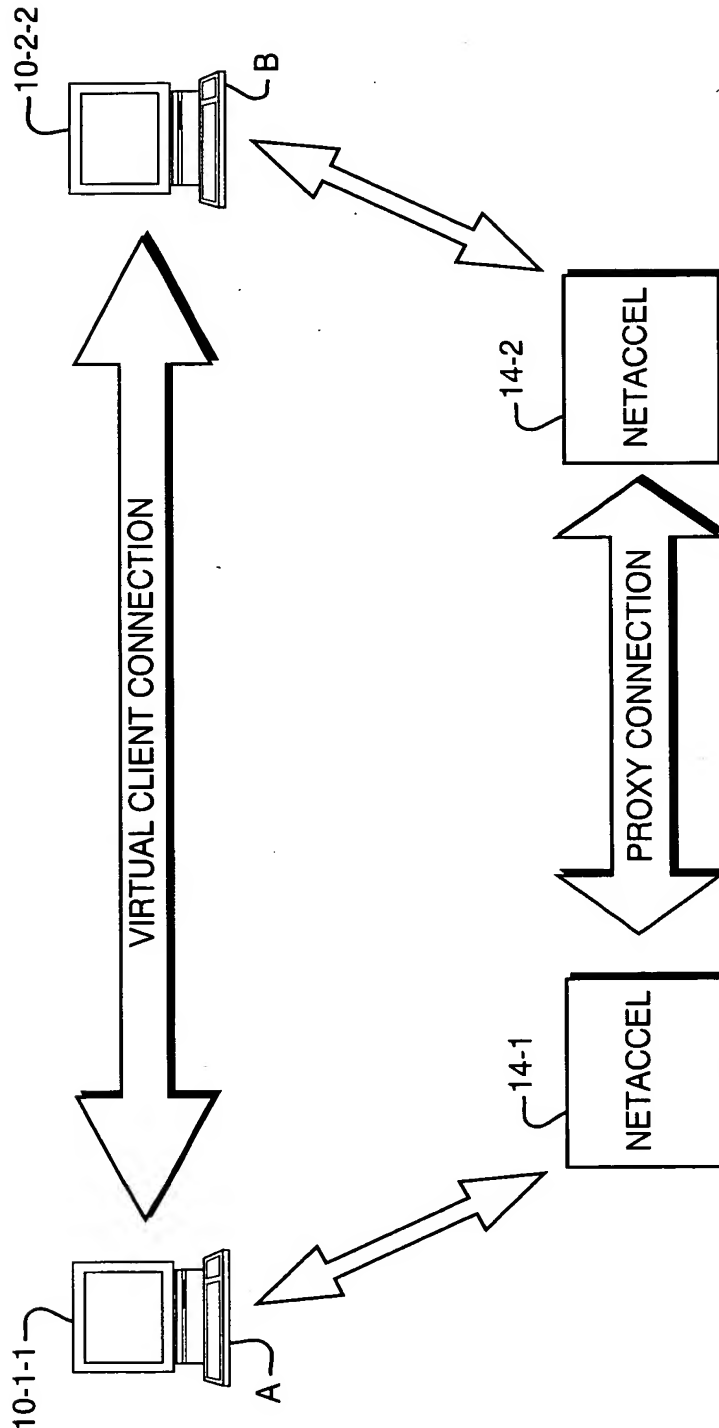 10-1-1
A
VIRTUAL CLIENT CONNECTION
10-2-2
B
14-1
NETACCEL
PROXY CONNECTION
14-2
NETACCEL